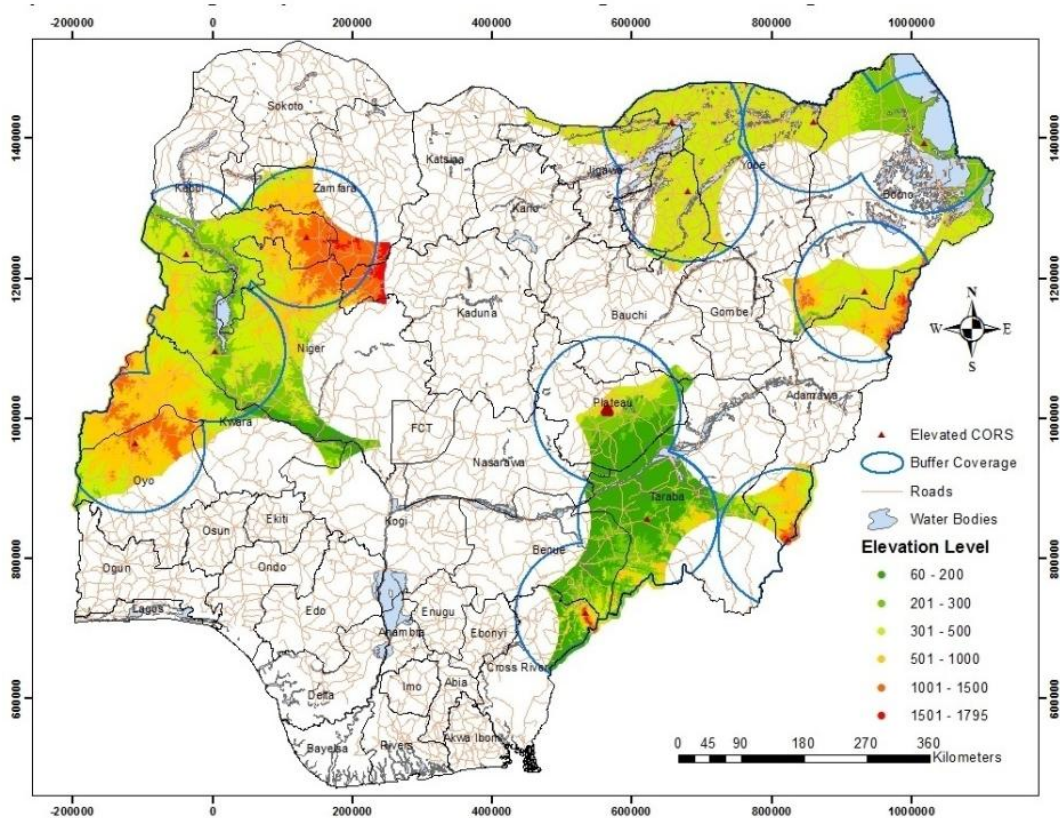 -200000 0 200000 400000 600000 800000 1000000
1400000 1400000
1200000 1200000
1000000 1000000
800000 800000
600000 600000
Sokoto
Katsina
Kebbi
Zamfara
Jigawa
Yobe
Borno
Kano
Kaduna
Bauchi
Gombe
Niger
Plateau
Adamawa
Kwara
FCT
Nasarawa
Oyo
Taraba
Kogi
Benue
Osun
Ekiti
Ogun
Ondo
Lagos
Edo
Enugu
Anambra
Ebonyi
Cross River
Delta
Imo
Abia
Bayelsa
Rivers
Akwa Ibom
N
W E
S
Elevated CORS
Buffer Coverage
Roads
Water Bodies
Elevation Level
60 - 200
201 - 300
301 - 500
501 - 1000
1001 - 1500
1501 - 1795
0 45 90 180 270 360
Kilometers
-200000 0 200000 400000 600000 800000 1000000